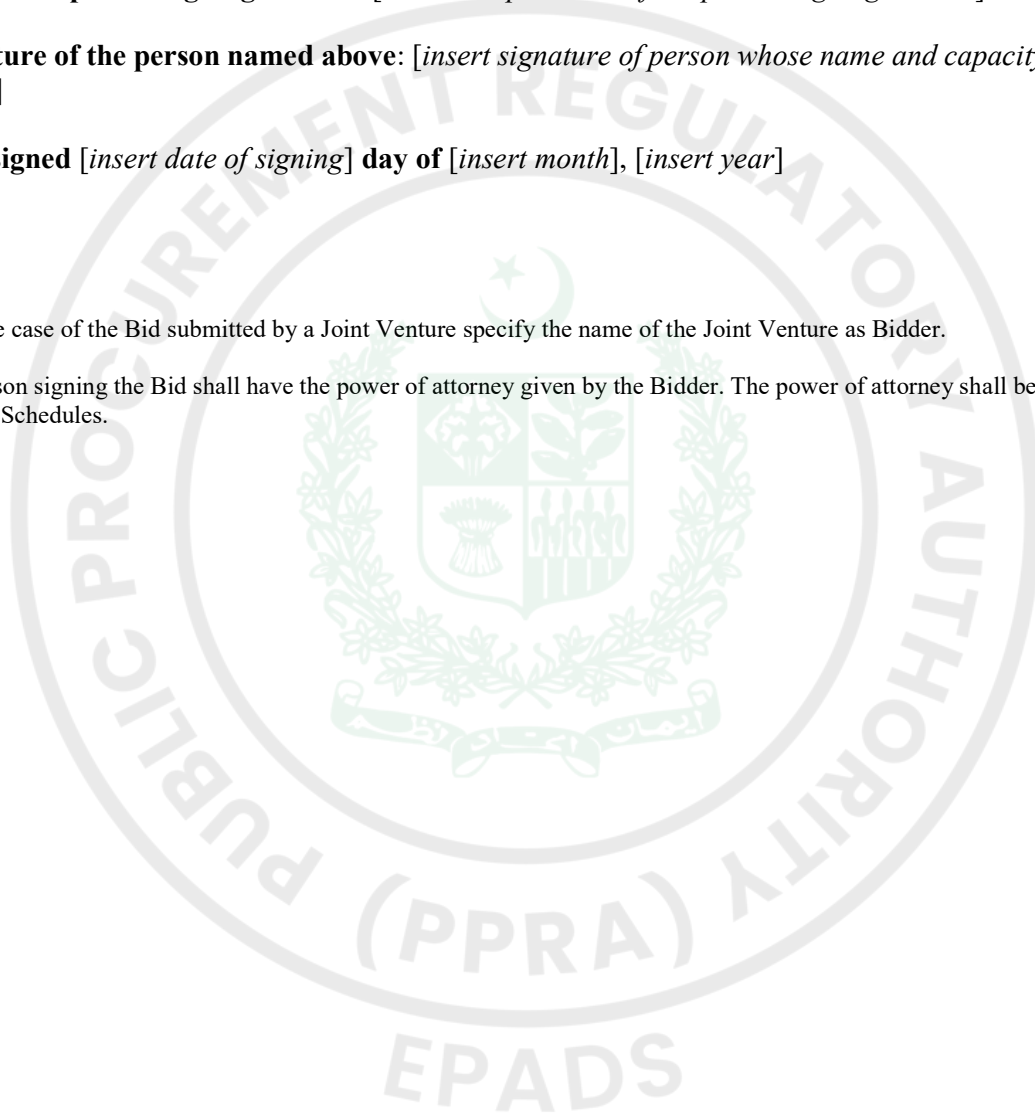 ture of the person named above: [insert signature of person whose name and capacity
]
igned [insert date of signing] day of [insert month], [insert year]
e case of the Bid submitted by a Joint Venture specify the name of the Joint Venture as Bidder.
son signing the Bid shall have the power of attorney given by the Bidder. The power of attorney shall be
Schedules.
PUBLIC PROCUREMENT REGULATORY AUTHORITY
(PPRA)
EPADS